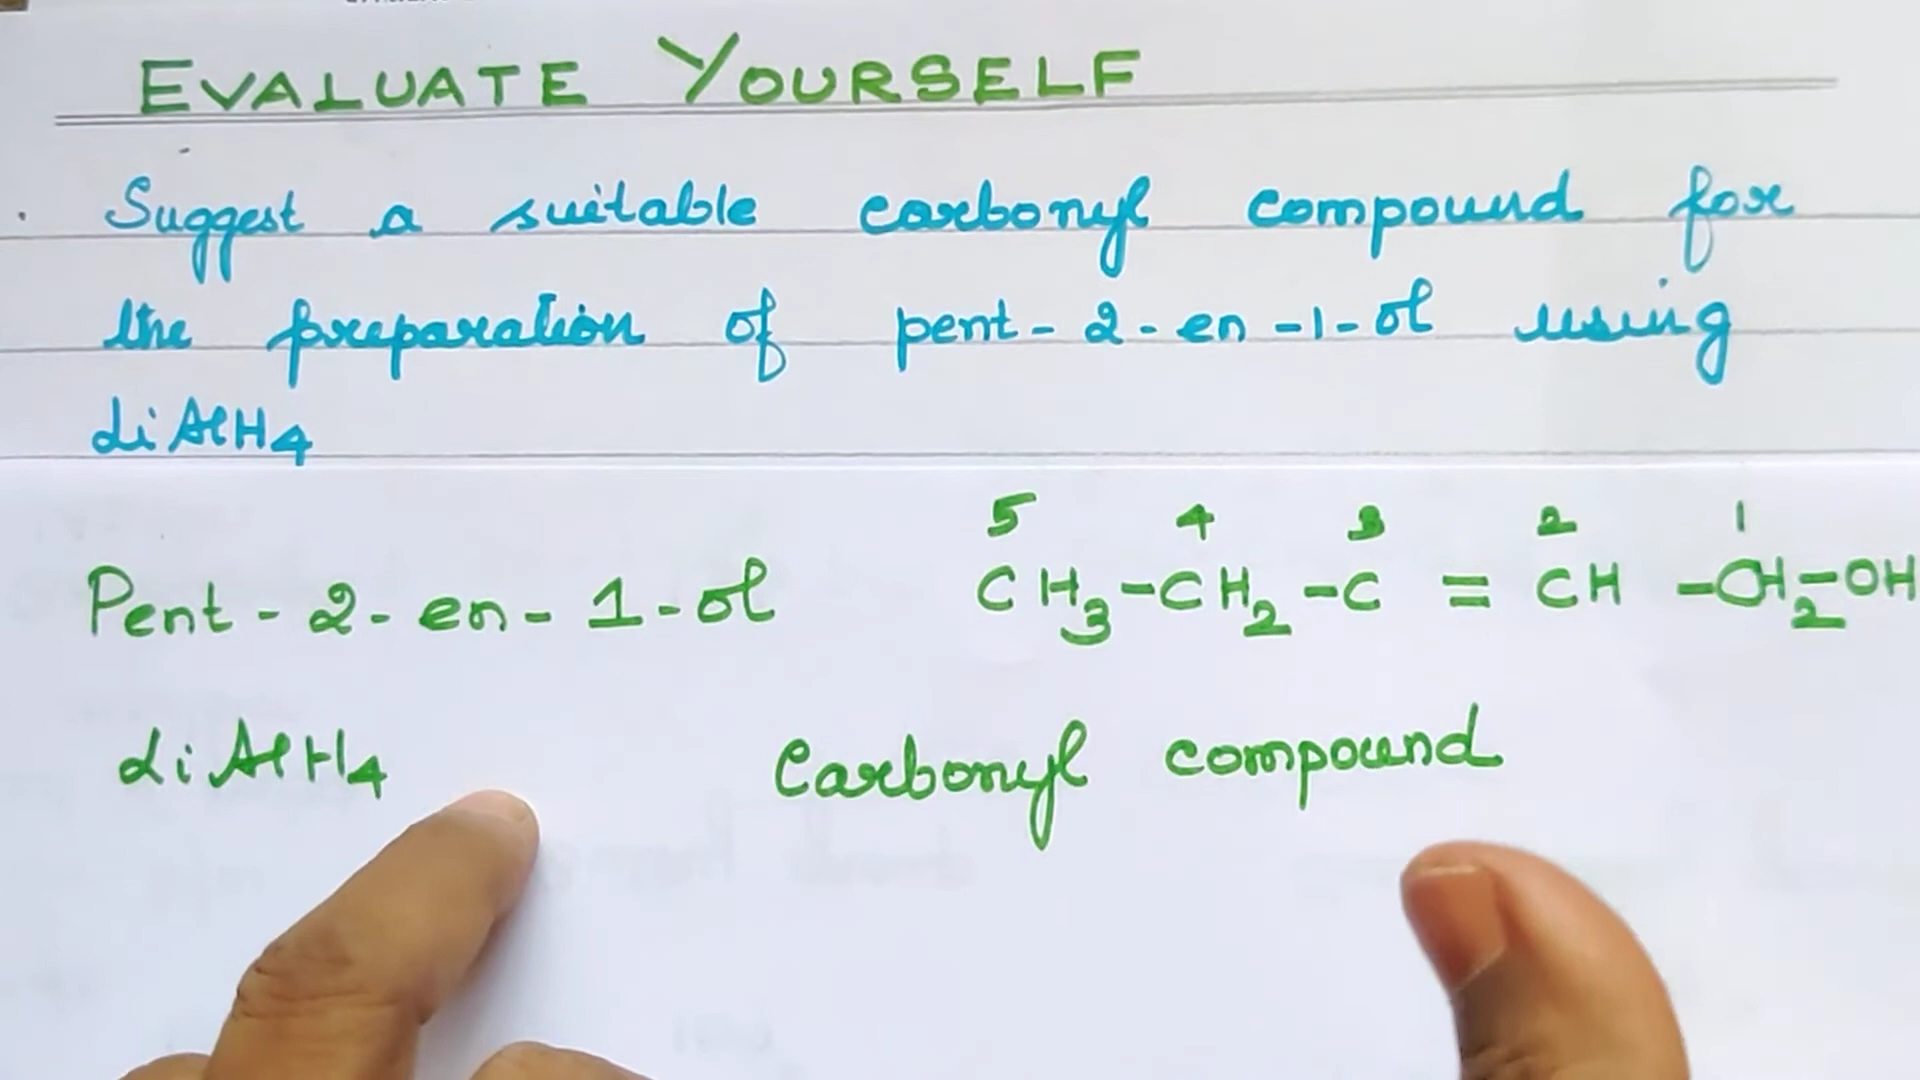 EVALUATE YOURSELF
Suggest a suitable carbonyl compound for
the preparation of pent-2-en-1-ol using
LiAlH4
5 4 3 2 1
Pent-2-en-1-ol CH3-CH2-C = CH -CH2-OH
LiAlH4 Carbonyl compound